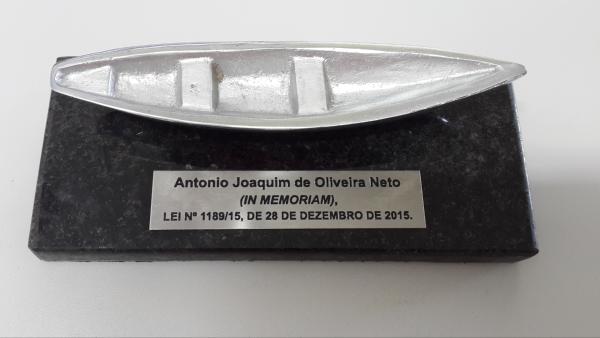 Antonio Joaquim de Oliveira Neto
(IN MEMORIAM),
LEI Nº 1189/15, DE 28 DE DEZEMBRO DE 2015.